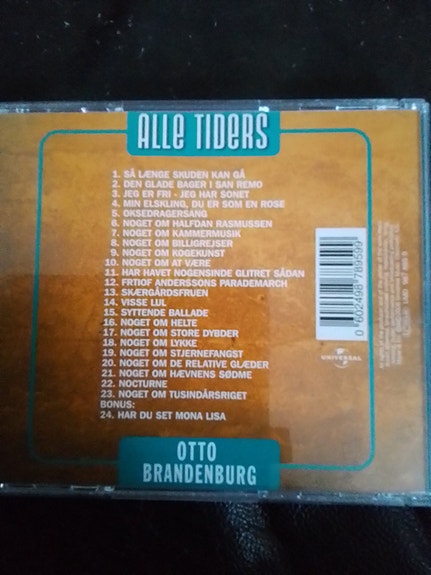 ALLE TIDERS
1. SÅ LÆNGE SKUDEN KAN GÅ
2. DEN GLADE BAGER I SAN REMO
3. JEG ER FRI - JEG HAR SONET
4. MIN ELSKLING, DU ER SOM EN ROSE
5. OKSEDRAGERSANG
6. NOGET OM HALFDAN RASMUSSEN
7. NOGET OM KAMMERMUSIK
8. NOGET OM BILLIGREJSER
9. NOGET OM KOGEKUNST
10. NOGET OM AT VÆRE
11. HAR HAVET NOGENSINDE GLITRET SÅDAN
12. FRTIOF ANDERSSONS PARADEMARCH
13. SKÆRGÅRDSFRUEN
14. VISSE LUL
15. SYTTENDE BALLADE
16. NOGET OM HELTE
17. NOGET OM STORE DYBDER
18. NOGET OM LYKKE
19. NOGET OM STJERNEFANGST
20. NOGET OM DE RELATIVE GLÆDER
21. NOGET OM HÆVNENS SØDME
22. NOCTURNE
23. NOGET OM TUSINDÅRSRIGET
BONUS:
24. HAR DU SET MONA LISA
0 602498 789599
UNIVERSAL
OTTO
BRANDENBURG